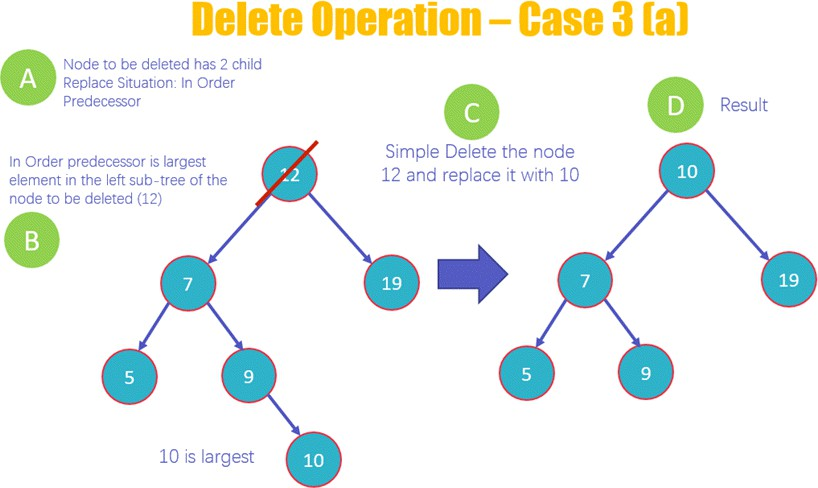 Delete Operation – Case 3 (a)
A
Node to be deleted has 2 child
Replace Situation: In Order
Predecessor
In Order predecessor is largest
element in the left sub-tree of the
node to be deleted (12)
B
12
7
19
5
9
10 is largest
10
C
Simple Delete the node
12 and replace it with 10
D
Result
10
7
19
5
9